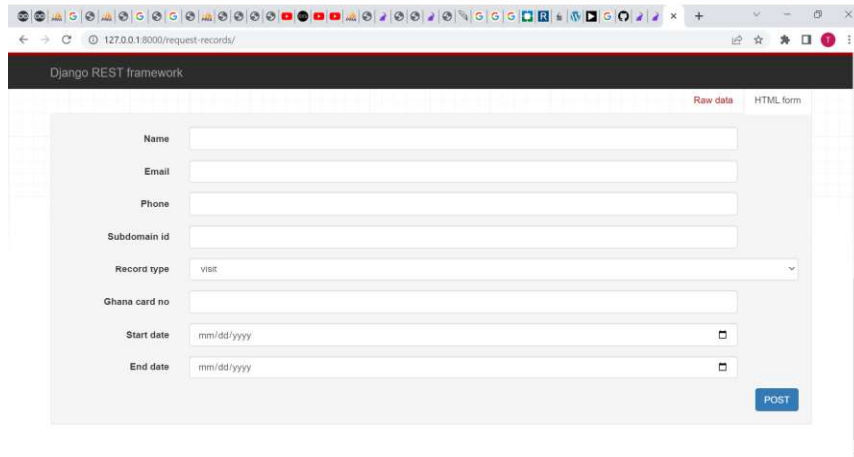 127.0.0.1:8000/request-records/
Django REST framework
Raw data HTML form
Name
Email
Phone
Subdomain id
Record type visit
Ghana card no
Start date mm/dd/yyyy
End date mm/dd/yyyy
POST